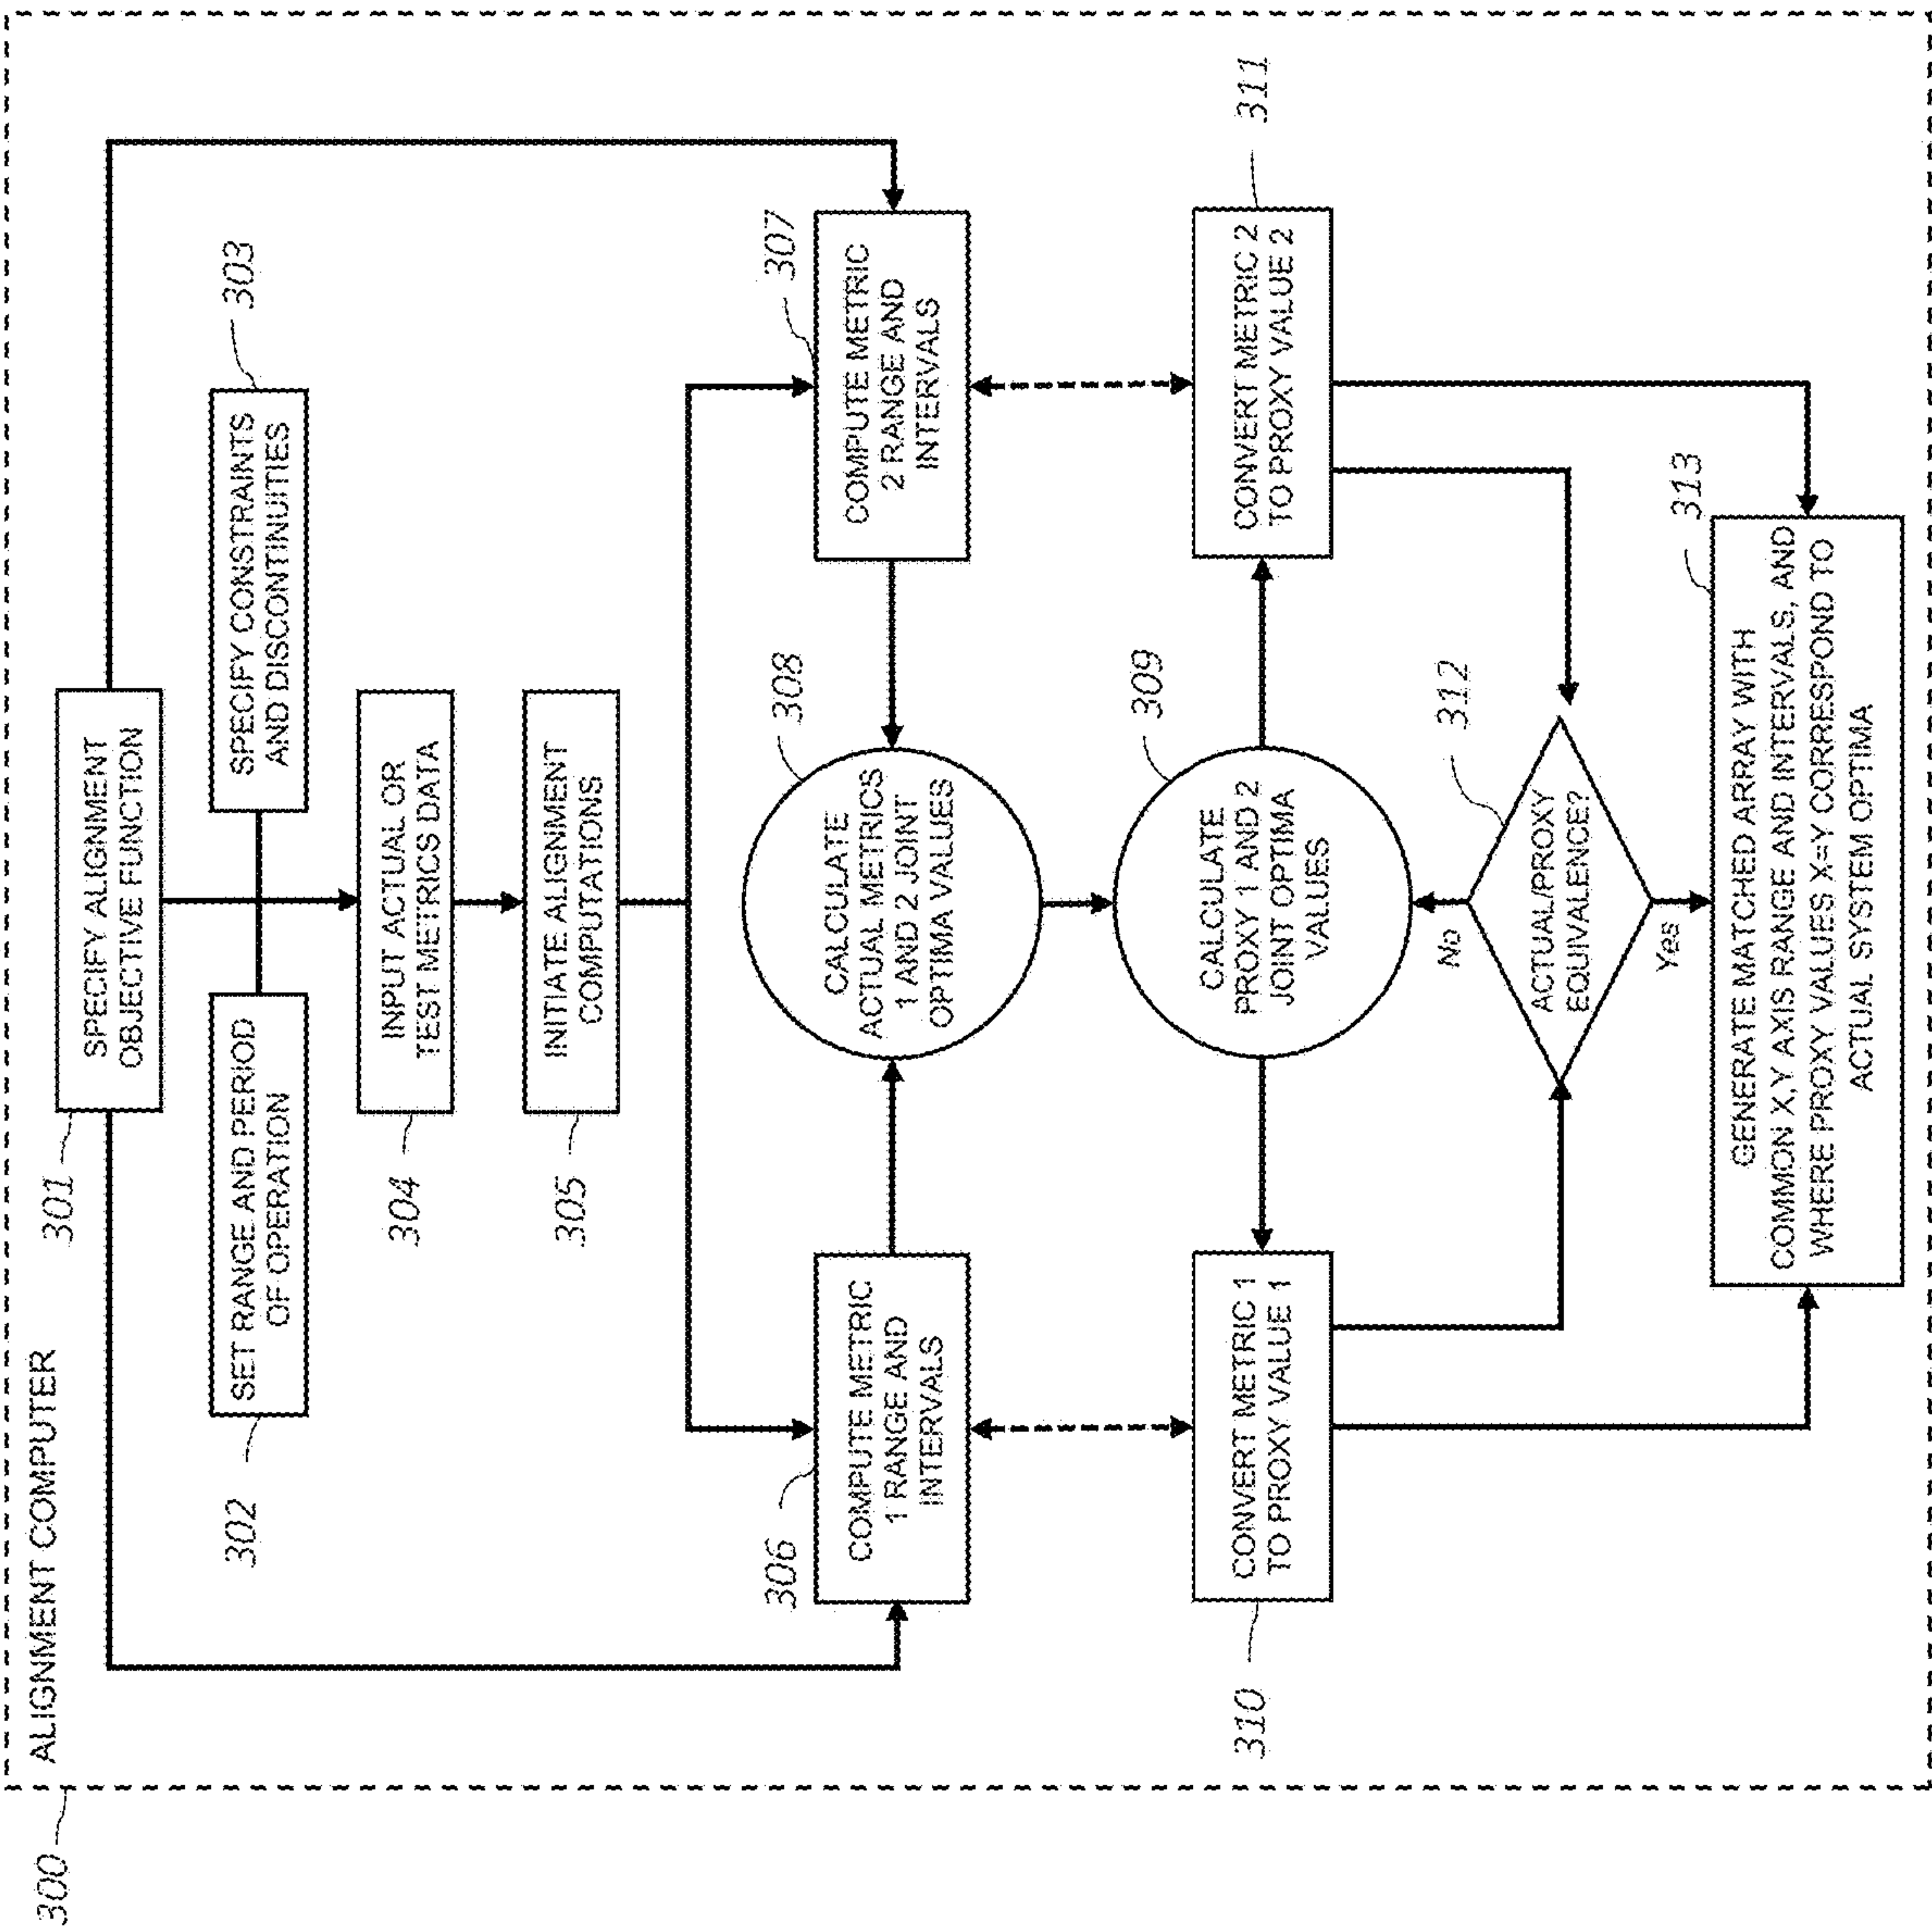 300
ALIGNMENT COMPUTER
301
SPECIFY ALIGNMENT
OBJECTIVE FUNCTION
302
SET RANGE AND PERIOD
OF OPERATION
303
SPECIFY CONSTRAINTS
AND DISCONTINUITIES
304
INPUT ACTUAL OR
TEST METRICS DATA
305
INITIATE ALIGNMENT
COMPUTATIONS
306
COMPUTE METRIC
1 RANGE AND
INTERVALS
308
CALCULATE
ACTUAL METRICS
1 AND 2 JOINT
OPTIMA VALUES
307
COMPUTE METRIC
2 RANGE AND
INTERVALS
310
CONVERT METRIC 1
TO PROXY VALUE 1
309
CALCULATE
PROXY 1 AND 2
JOINT OPTIMA
VALUES
311
CONVERT METRIC 2
TO PROXY VALUE 2
No
312
ACTUAL/PROXY
EQUIVALENCE?
Yes
313
GENERATE MATCHED ARRAY WITH
COMMON X,Y AXIS RANGE AND INTERVALS, AND
WHERE PROXY VALUES X=Y CORRESPOND TO
ACTUAL SYSTEM OPTIMA